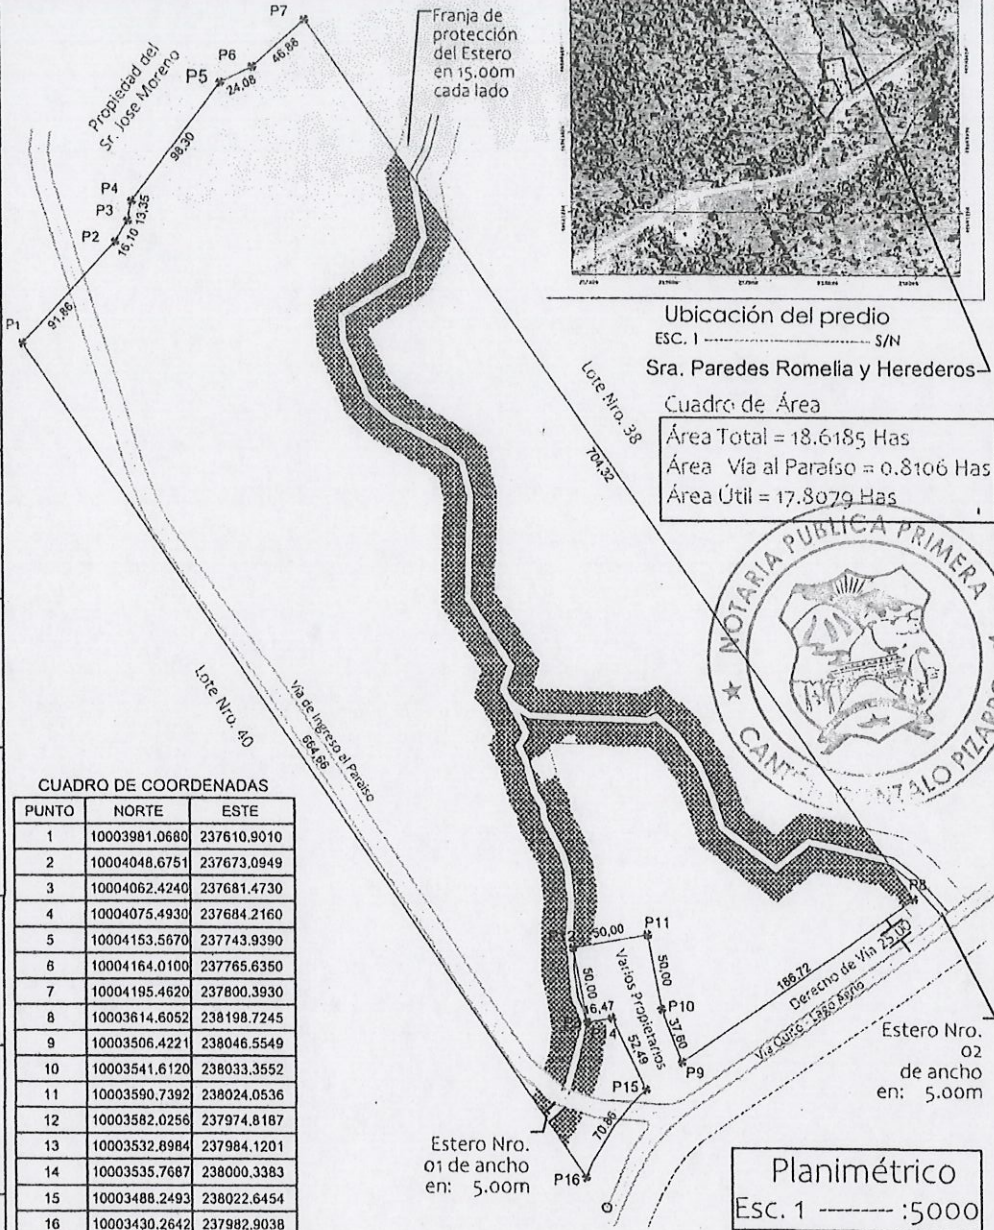 P7
Franja de
protección
del Estero
en 15.00m
cada lado
46,88
P6
P5
24,08
Propiedad del
Sr. Jose Moreno
98,30
P4
P3
13,35
P2
16,10
91,86
P1
Ubicación del predio
ESC. 1 ---------------------- S/N
Sra. Paredes Romelia y Herederos
Cuadro de Área
Área Total = 18.6185 Has
Área Vía al Paraíso = 0.8106 Has
Área Útil = 17.8079 Has
Lote Nro. 38
704,32
NOTARIA PUBLICA PRIMERA
Lote Nro. 40
Vía de Ingreso al Paraíso
664,66
CUADRO DE COORDENADAS
PUNTO NORTE ESTE
1 10003981.0680 237610.9010
2 10004048.6751 237673.0949
3 10004062.4240 237681.4730
4 10004075.4930 237684.2160
5 10004153.5670 237743.9390
6 10004164.0100 237765.6350
7 10004195.4620 237800.3930
8 10003614.6052 238198.7245
9 10003506.4221 238046.5549
10 10003541.6120 238033.3552
11 10003590.7392 238024.0536
12 10003582.0256 237974.8187
13 10003532.8984 237984.1201
14 10003535.7687 238000.3383
15 10003488.2493 238022.6454
16 10003430.2642 237982.9038
P8
50,00
P11
50,00
Varios Propietarios
50,00
16,47
P14
P10
37,60
52,49
P9
P15
186,72
Derecho de Vía 25.00
70,86
P16
Estero Nro.
01 de ancho
en: 5.00m
Estero Nro.
02
de ancho
en: 5.00m
Planimétrico
Esc. 1 -------- :5000